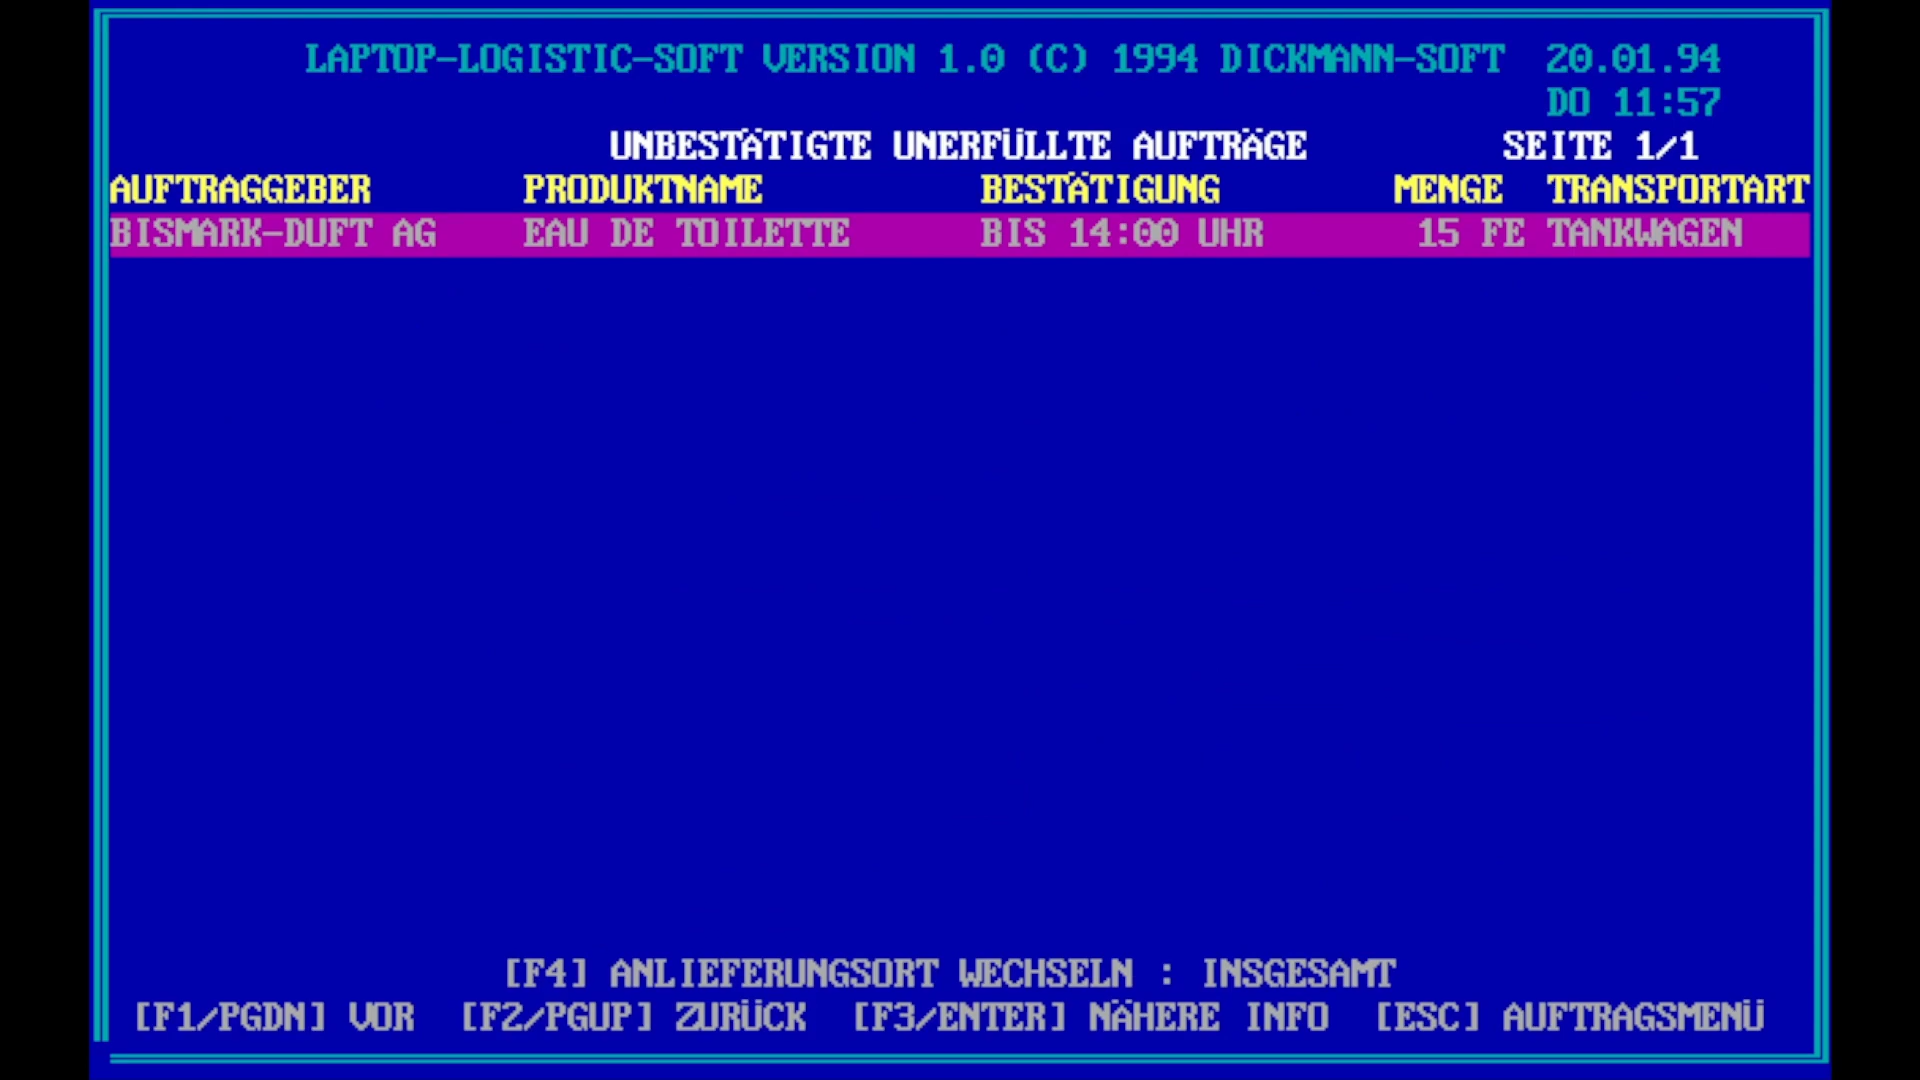 LAPTOP-LOGISTIC-SOFT VERSION 1.0 (C) 1994 DICKMANN-SOFT 20.01.94
DO 11:57
UNBESTÄTIGTE UNERFÜLLTE AUFTRÄGE SEITE 1/1
AUFTRAGGEBER PRODUKTNAME BESTÄTIGUNG MENGE TRANSPORTART
BISMARK-DUFT AG EAU DE TOILETTE BIS 14:00 UHR 15 FE TANKWAGEN
[F4] ANLIEFERUNGSORT WECHSELN : INSGESAMT
[F1/PGDN] VOR [F2/PGUP] ZURÜCK [F3/ENTER] NÄHERE INFO [ESC] AUFTRAGSMENÜ